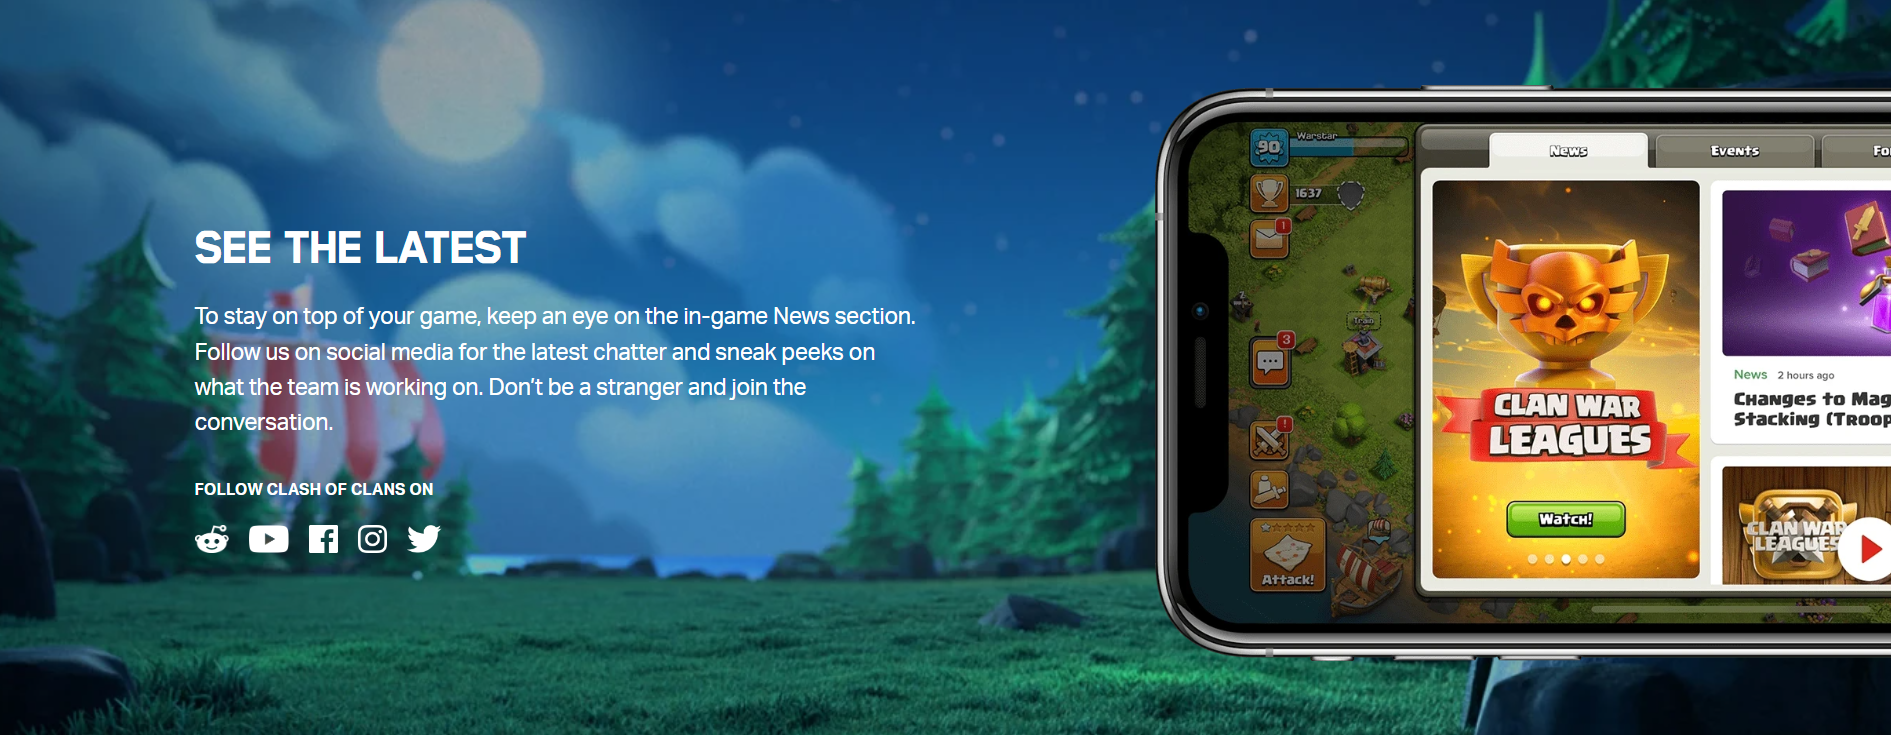 SEE THE LATEST
To stay on top of your game, keep an eye on the in-game News section.
Follow us on social media for the latest chatter and sneak peeks on
what the team is working on. Don't be a stranger and join the
conversation.
FOLLOW CLASH OF CLANS ON
90
Warstar
1637
1
3
!
Attack!
Train
News
Events
Fo
CLAN WAR
LEAGUES
Watch!
News 2 hours ago
Changes to Mag
Stacking (Troop
CLAN WAR
LEAGUES